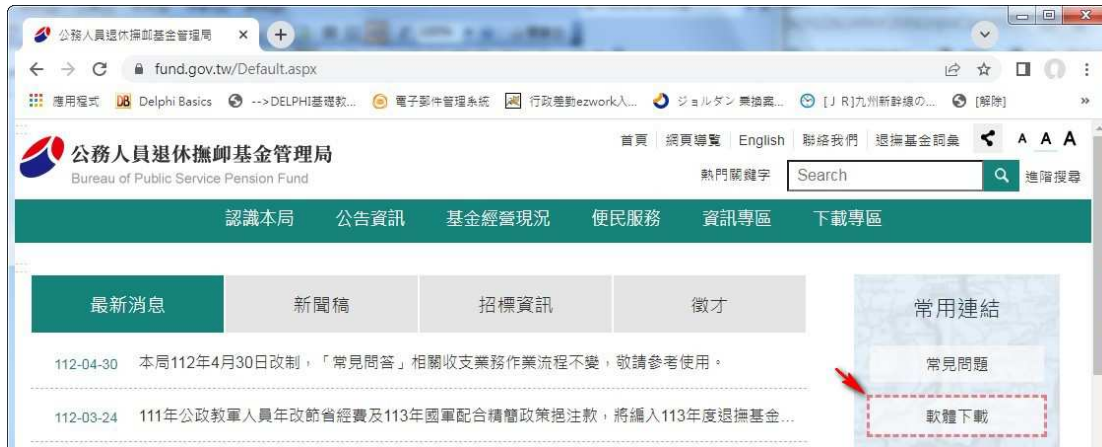 公務人員退休撫卹基金管理局
fund.gov.tw/Default.aspx
應用程式 DB Delphi Basics -->DELPHI基礎教... 電子郵件管理系統 行政差勤ezwork入... ジョルダン 乗換案... [ J R]九州新幹線の... [解除] »
公務人員退休撫卹基金管理局
Bureau of Public Service Pension Fund
首頁 網頁導覽 English 聯絡我們 退撫基金詞彙 A A A
熱門關鍵字 Search 進階搜尋
認識本局 公告資訊 基金經營現況 便民服務 資訊專區 下載專區
最新消息 新聞稿 招標資訊 徵才
常用連結
112-04-30 本局112年4月30日改制,「常見問答」相關收支業務作業流程不變,敬請參考使用。
常見問題
112-03-24 111年公政教軍人員年改節省經費及113年國軍配合精簡政策挹注款,將編入113年度退撫基金...
軟體下載